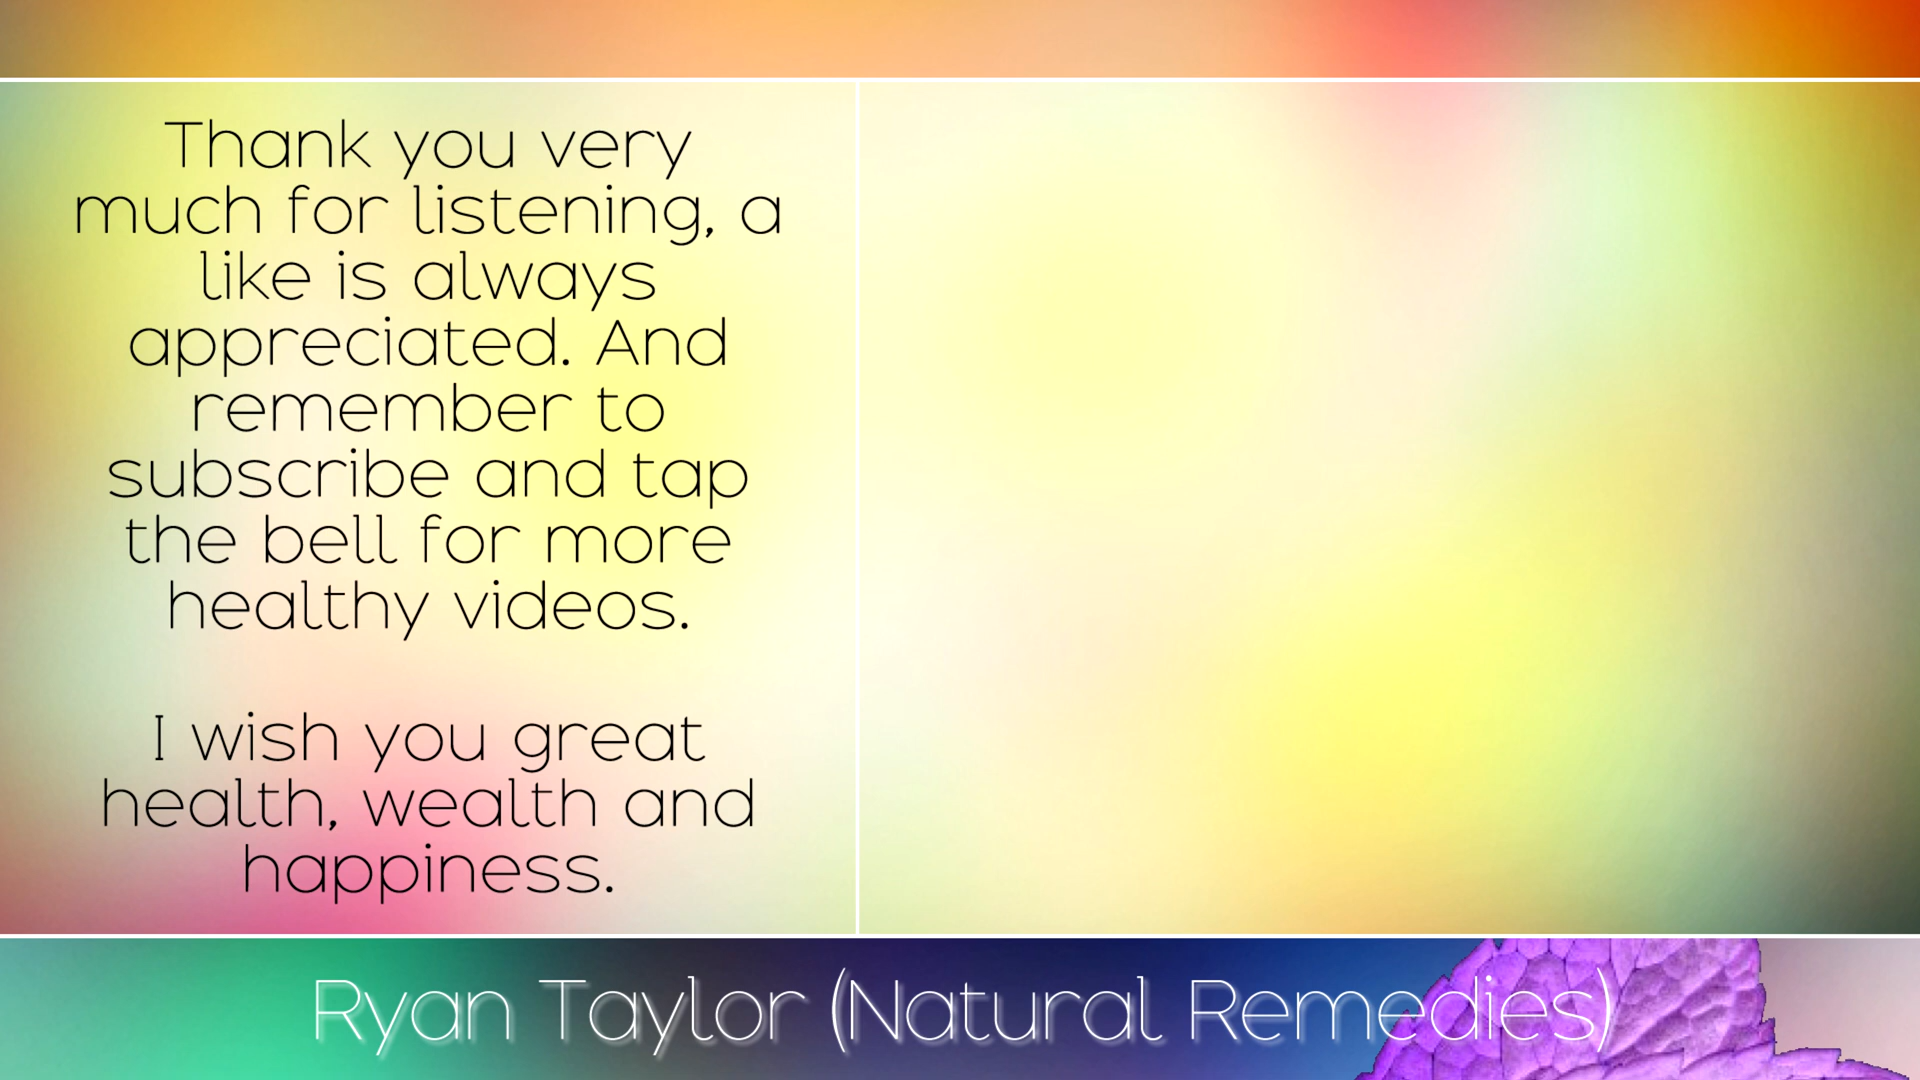 Thank you very
much for listening, a
like is always
appreciated. And
remember to
subscribe and tap
the bell for more
healthy videos.
I wish you great
health, wealth and
happiness.
Ryan Taylor (Natural Remedies)